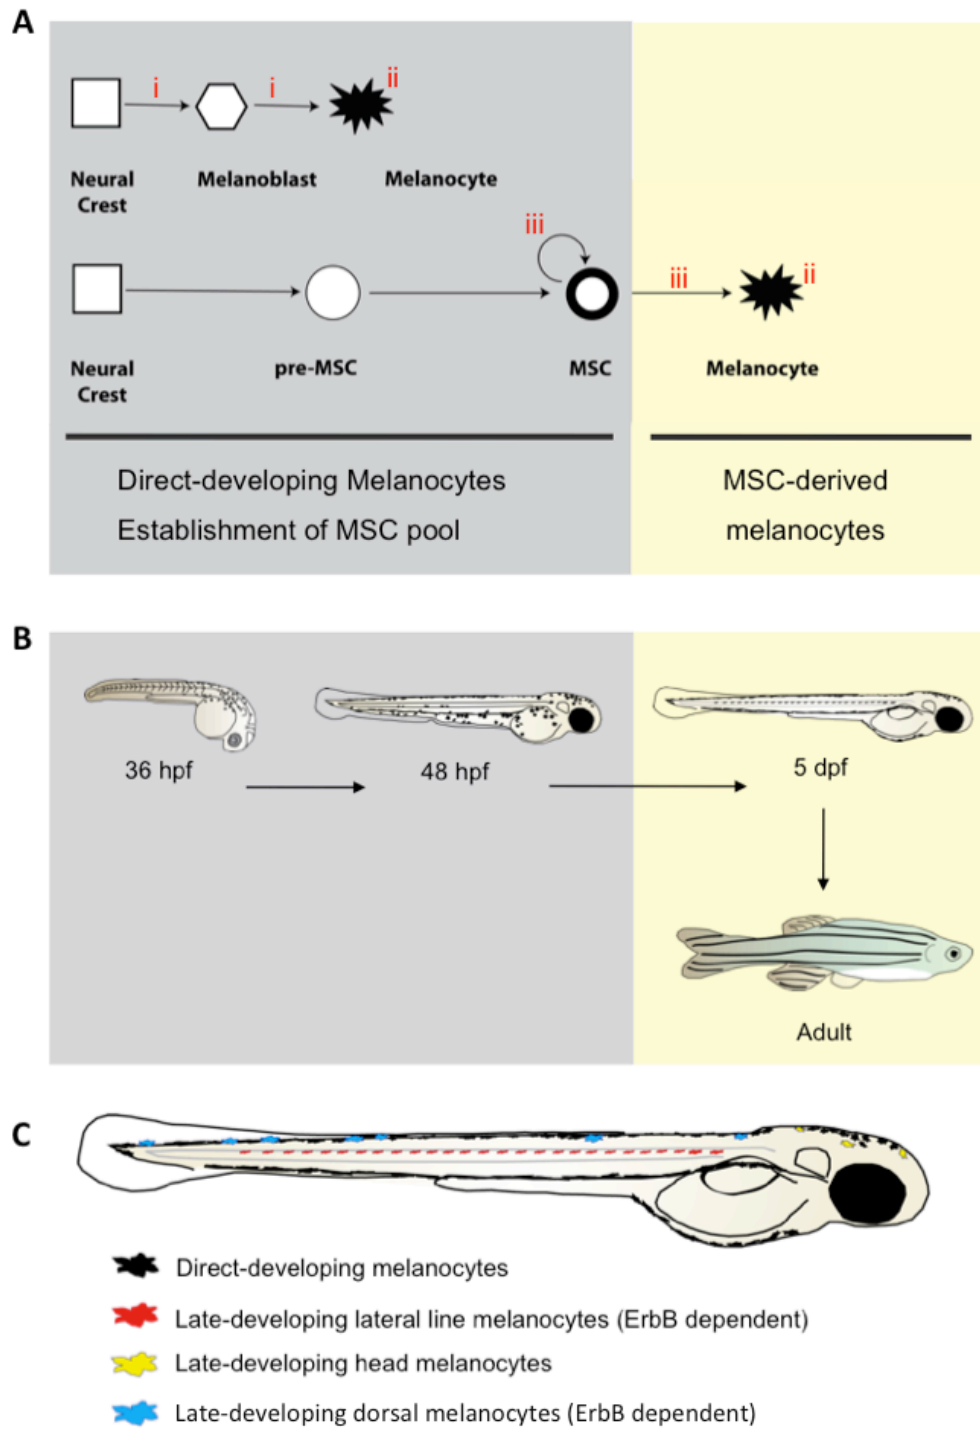 A
i
i
ii
Neural
Crest
Melanoblast
Melanocyte
iii
iii
ii
Neural
Crest
pre-MSC
MSC
Melanocyte
Direct-developing Melanocytes
Establishment of MSC pool
MSC-derived
melanocytes
B
36 hpf
48 hpf
5 dpf
Adult
C
Direct-developing melanocytes
Late-developing lateral line melanocytes (ErbB dependent)
Late-developing head melanocytes
Late-developing dorsal melanocytes (ErbB dependent)